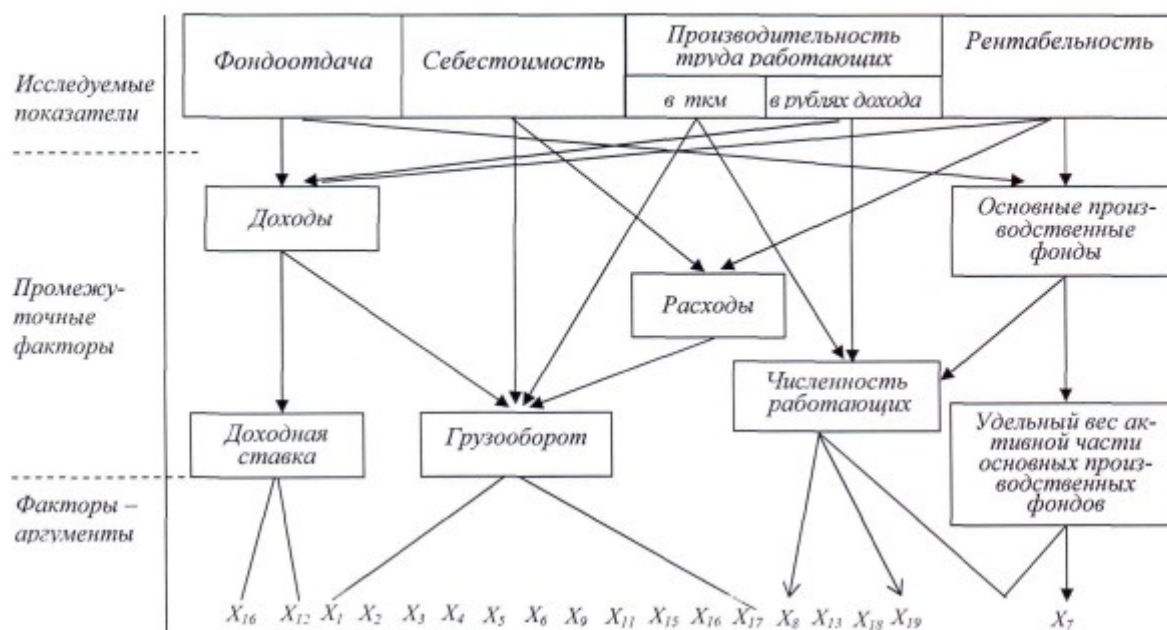 Фондоотдача
Себестоимость
Производительность
труда работающих
в ткм
в рублях дохода
Рентабельность
Исследуемые
показатели
Доходы
Основные произ-
водственные
фонды
Промежу-
точные
факторы
Расходы
Численность
работающих
Доходная
ставка
Грузооборот
Удельный вес ак-
тивной части
основных произ-
водственных
фондов
Факторы –
аргументы
X16 X12 X1 X2 X3 X4 X5 X6 X9 X11 X15 X16 X17 X8 X13 X18 X19 X7